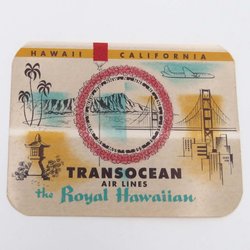 HAWAII CALIFORNIA
TRANSOCEAN
AIR LINES
the Royal Hawaiian